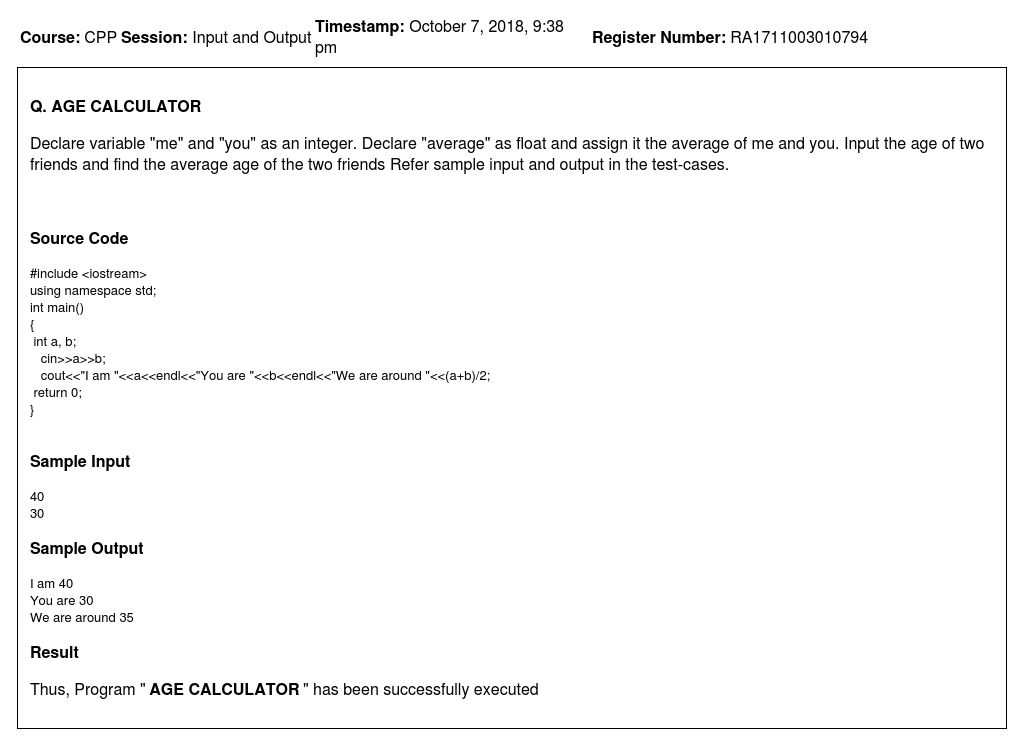 Course: CPP Session: Input and Output Timestamp: October 7, 2018, 9:38 pm Register Number: RA1711003010794
Q. AGE CALCULATOR
Declare variable "me" and "you" as an integer. Declare "average" as float and assign it the average of me and you. Input the age of two
friends and find the average age of the two friends Refer sample input and output in the test-cases.
Source Code
#include <iostream>
using namespace std;
int main()
{
 int a, b;
   cin>>a>>b;
   cout<<"I am "<<a<<endl<<"You are "<<b<<endl<<"We are around "<<(a+b)/2;
 return 0;
}
Sample Input
40
30
Sample Output
I am 40
You are 30
We are around 35
Result
Thus, Program " AGE CALCULATOR " has been successfully executed